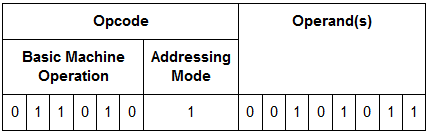 Opcode Operand(s)
Basic Machine Addressing
Operation Mode
0 1 1 0 1 0 1 0 0 1 0 1 0 1 1